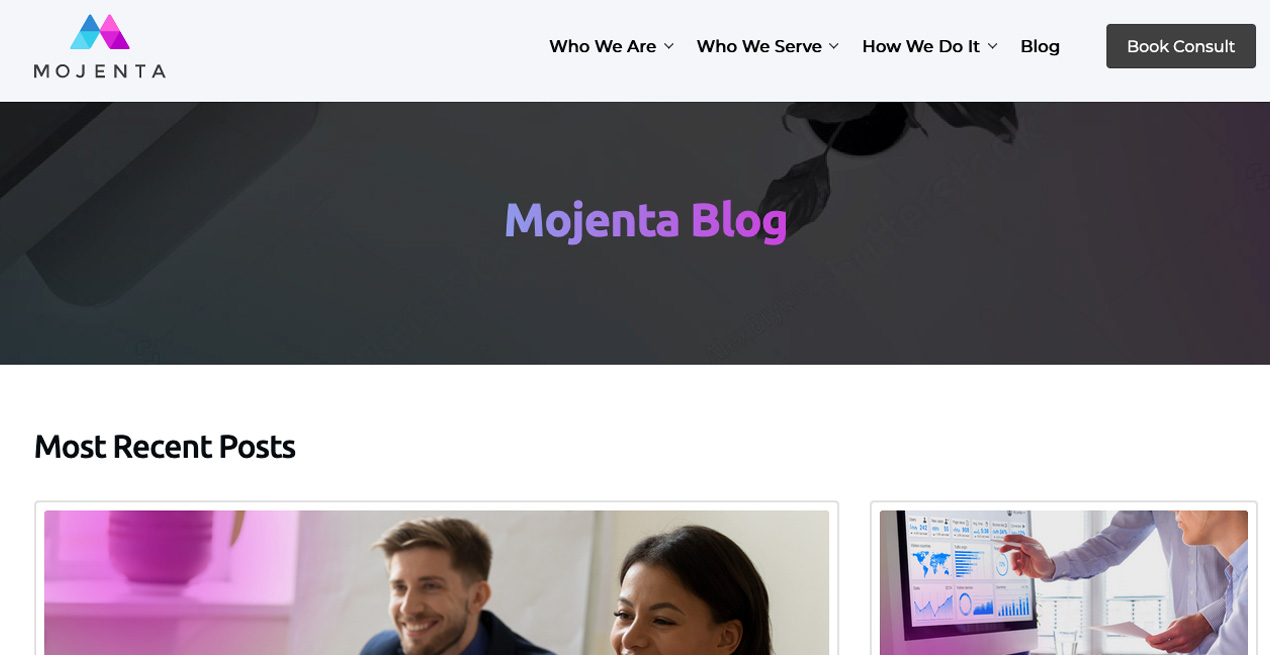 MOJENTA
Who We Are
Who We Serve
How We Do It
Blog
Book Consult
Mojenta Blog
Most Recent Posts